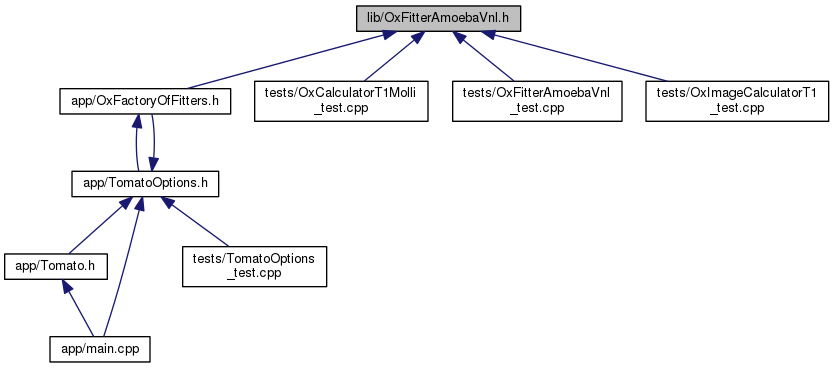 lib/OxFitterAmoebaVnl.h
app/OxFactoryOfFitters.h
tests/OxCalculatorT1Molli
_test.cpp
tests/OxFitterAmoebaVnl
_test.cpp
tests/OxImageCalculatorT1
_test.cpp
app/TomatoOptions.h
app/Tomato.h
tests/TomatoOptions
_test.cpp
app/main.cpp